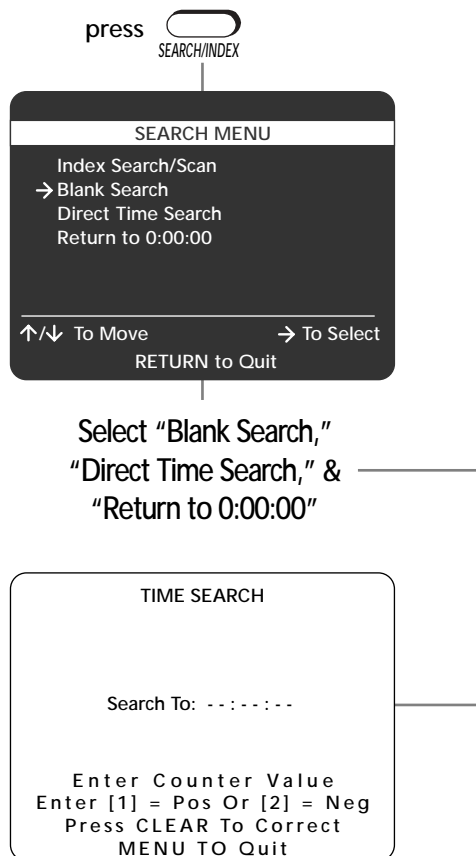 press
SEARCH/INDEX
SEARCH MENU
Index Search/Scan
→ Blank Search
Direct Time Search
Return to 0:00:00
↑/↓ To Move → To Select
RETURN to Quit
Select "Blank Search,"
"Direct Time Search," &
"Return to 0:00:00"
TIME SEARCH
Search To: - - : - - : - -
Enter Counter Value
Enter [1] = Pos Or [2] = Neg
Press CLEAR To Correct
MENU TO Quit